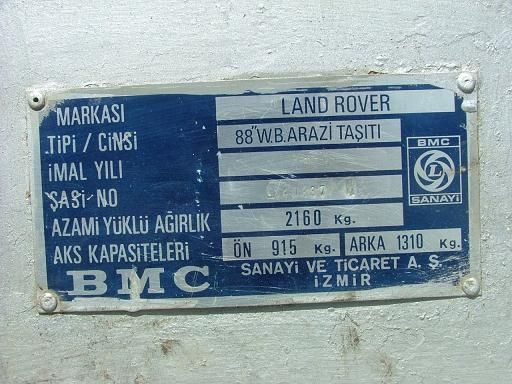 MARKASI LAND ROVER
TİPİ / CİNSİ 88"W.B. ARAZİ TAŞITI
İMAL YILI
ŞASİ NO
AZAMİ YÜKLÜ AĞIRLIK 2160 Kg.
AKS KAPASİTELERİ ÖN 915 Kg. ARKA 1310 Kg.
BMC
L
SANAYİ
BMC SANAYİ VE TİCARET A. Ş.
İZMİR